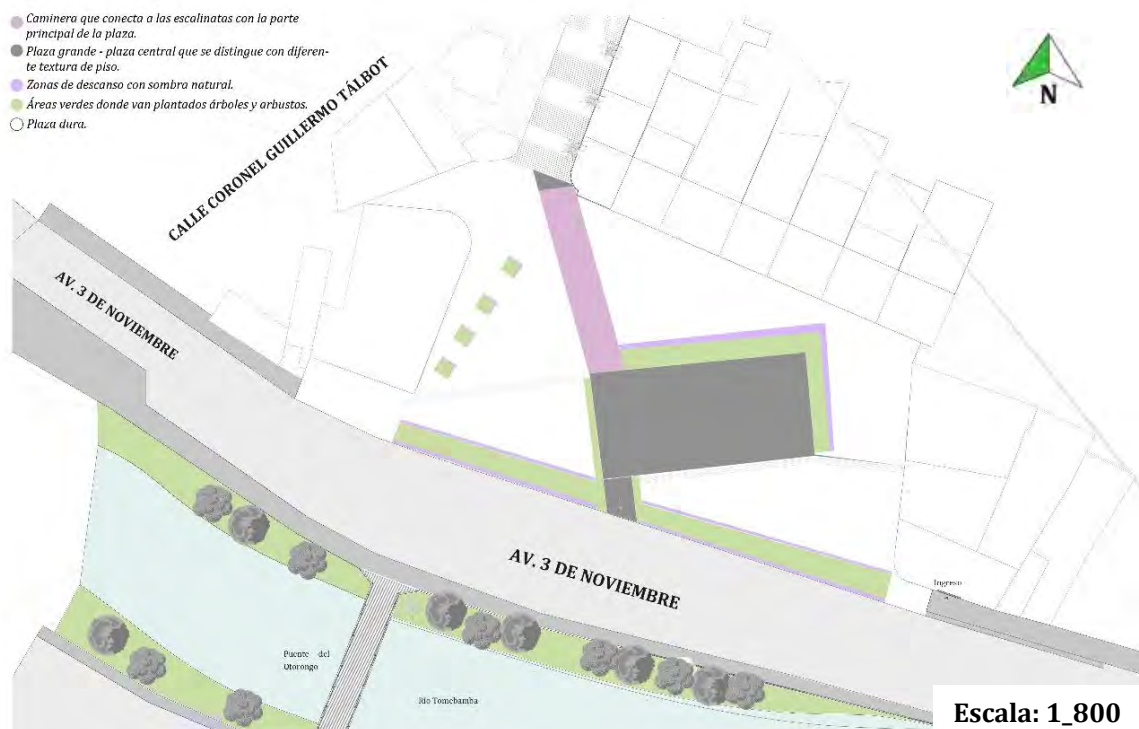 Caminera que conecta a las escalinatas con la parte
principal de la plaza.
Plaza grande - plaza central que se distingue con diferen-
te textura de piso.
Zonas de descanso con sombra natural.
Áreas verdes donde van plantados árboles y arbustos.
Plaza dura.
N
CALLE CORONEL GUILLERMO TÁLBOT
AV. 3 DE NOVIEMBRE
AV. 3 DE NOVIEMBRE
Ingreso
Puente del
Otorongo
Río Tomebamba
Escala: 1_800